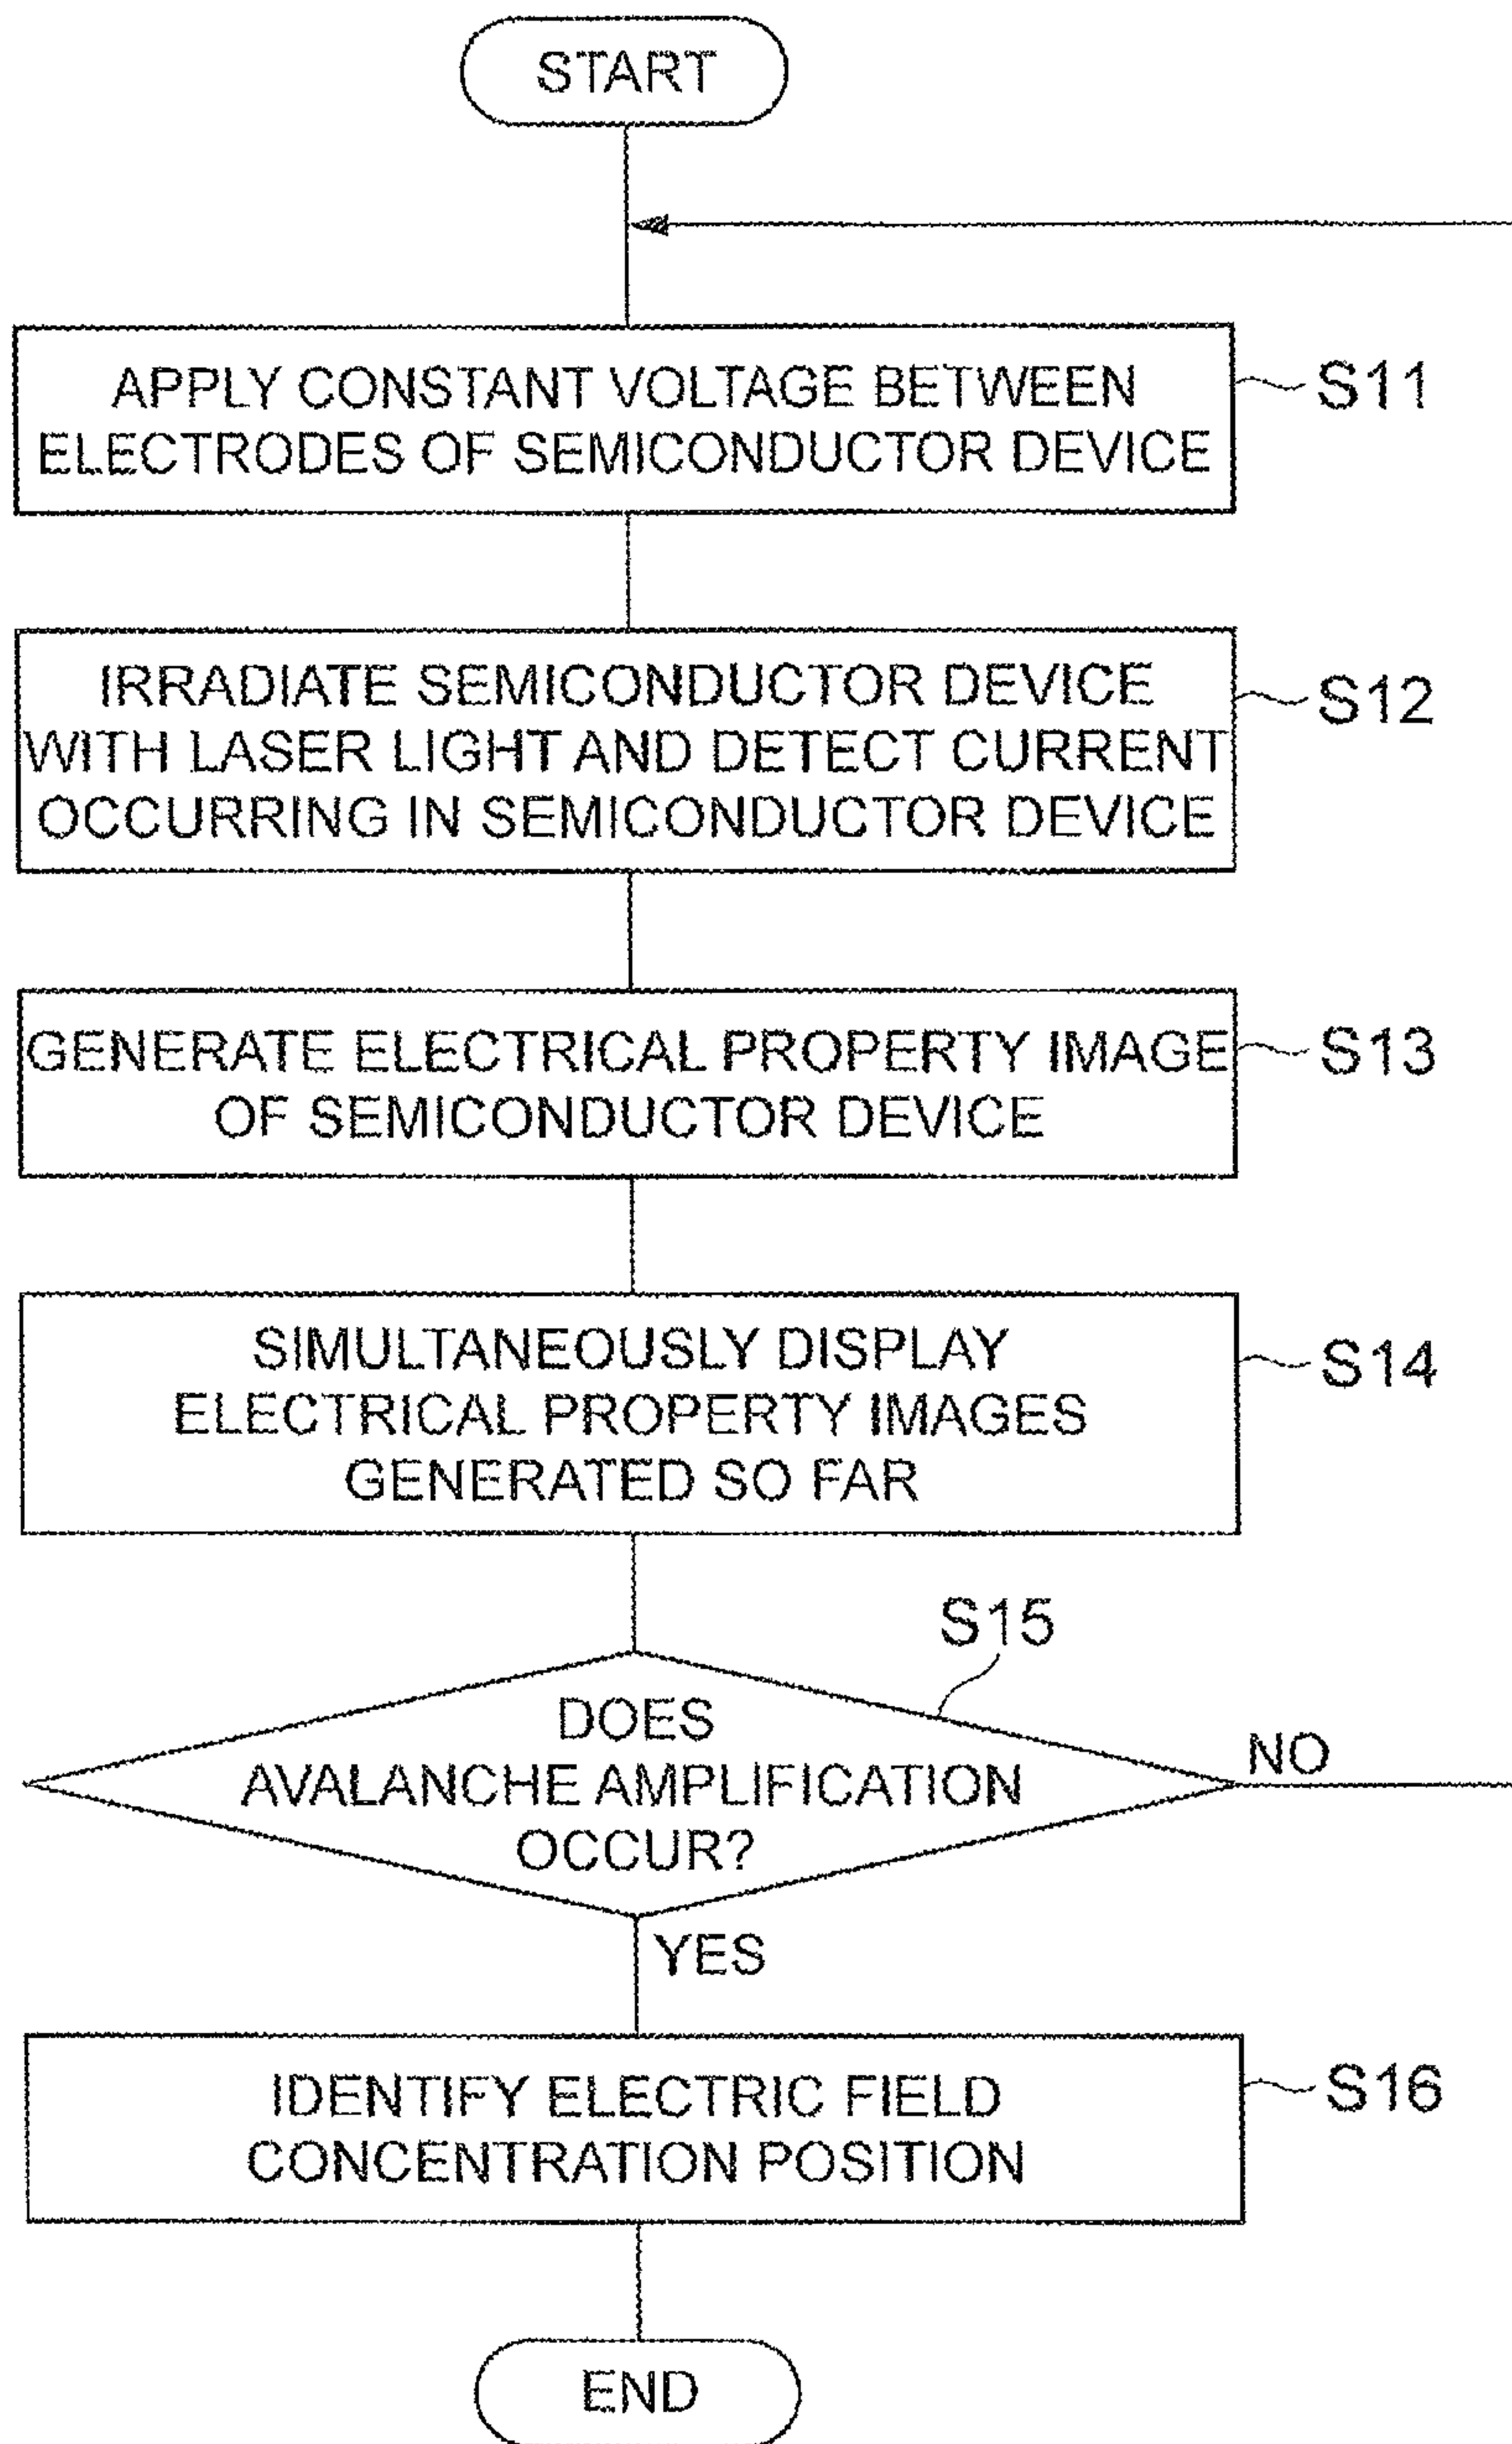 START
APPLY CONSTANT VOLTAGE BETWEEN
ELECTRODES OF SEMICONDUCTOR DEVICE
S11
IRRADIATE SEMICONDUCTOR DEVICE
WITH LASER LIGHT AND DETECT CURRENT
OCCURRING IN SEMICONDUCTOR DEVICE
S12
GENERATE ELECTRICAL PROPERTY IMAGE
OF SEMICONDUCTOR DEVICE
S13
SIMULTANEOUSLY DISPLAY
ELECTRICAL PROPERTY IMAGES
GENERATED SO FAR
S14
S15
DOES
AVALANCHE AMPLIFICATION
OCCUR?
NO
YES
IDENTIFY ELECTRIC FIELD
CONCENTRATION POSITION
S16
END